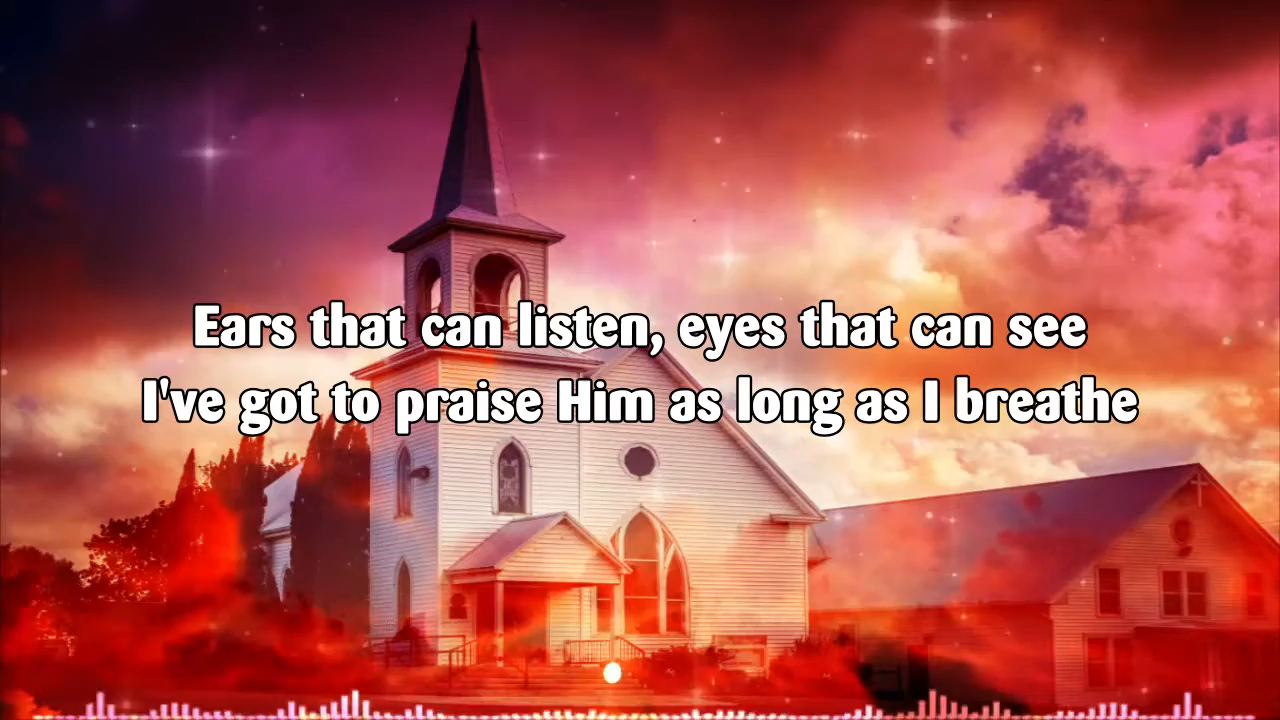 Ears that can listen, eyes that can see
I've got to praise Him as long as I breathe